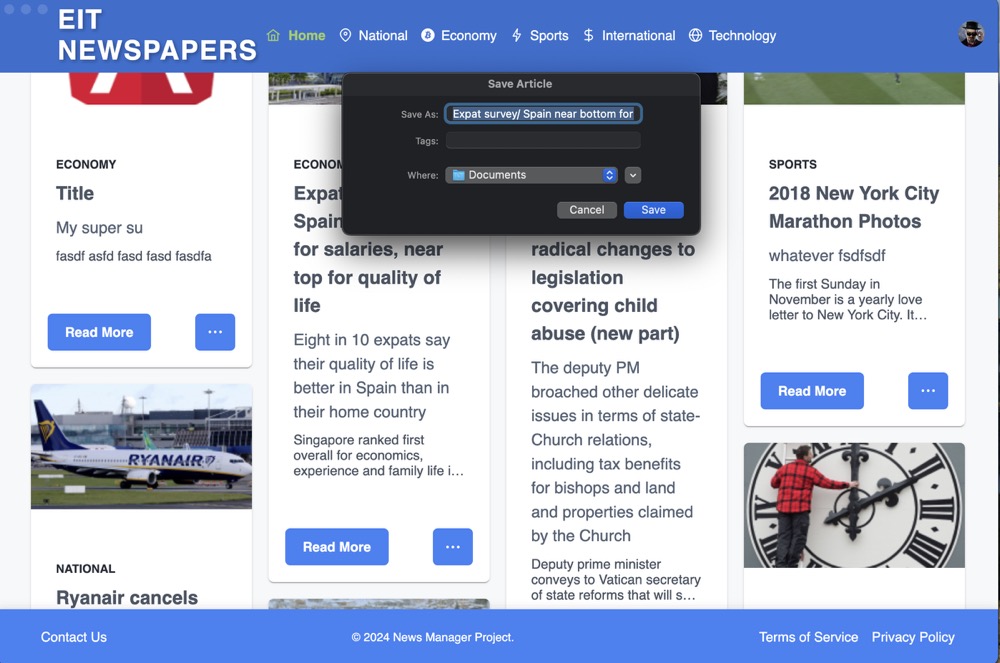 EIT
NEWSPAPERS
Home
National
Economy
Sports
International
Technology
Save Article
Save As:
Expat survey/ Spain near bottom for
Tags:
Where:
Documents
Cancel
Save
ECONOMY
Title
My super su
fasdf asfd fasd fasd fasdfa
Read More
...
RYANAIR
NATIONAL
Ryanair cancels
ECONOM
Expat
Spain
for salaries, near
top for quality of
life
Eight in 10 expats say
their quality of life is
better in Spain than in
their home country
Singapore ranked first
overall for economics,
experience and family life i…
Read More
...
radical changes to
legislation
covering child
abuse (new part)
The deputy PM
broached other delicate
issues in terms of state-
Church relations,
including tax benefits
for bishops and land
and properties claimed
by the Church
Deputy prime minister
conveys to Vatican secretary
of state reforms that will s…
SPORTS
2018 New York City
Marathon Photos
whatever fsdfsdf
The first Sunday in
November is a yearly love
letter to New York City. It…
Read More
...
Contact Us
© 2024 News Manager Project.
Terms of Service
Privacy Policy